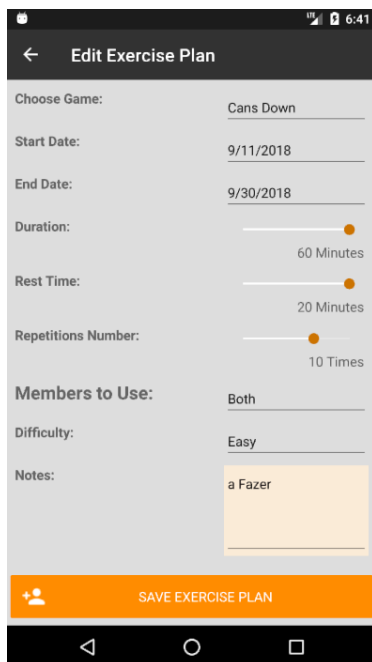 LTE 6:41
Edit Exercise Plan
Choose Game: Cans Down
Start Date: 9/11/2018
End Date: 9/30/2018
Duration:
60 Minutes
Rest Time:
20 Minutes
Repetitions Number:
10 Times
Members to Use: Both
Difficulty: Easy
Notes: a Fazer
SAVE EXERCISE PLAN